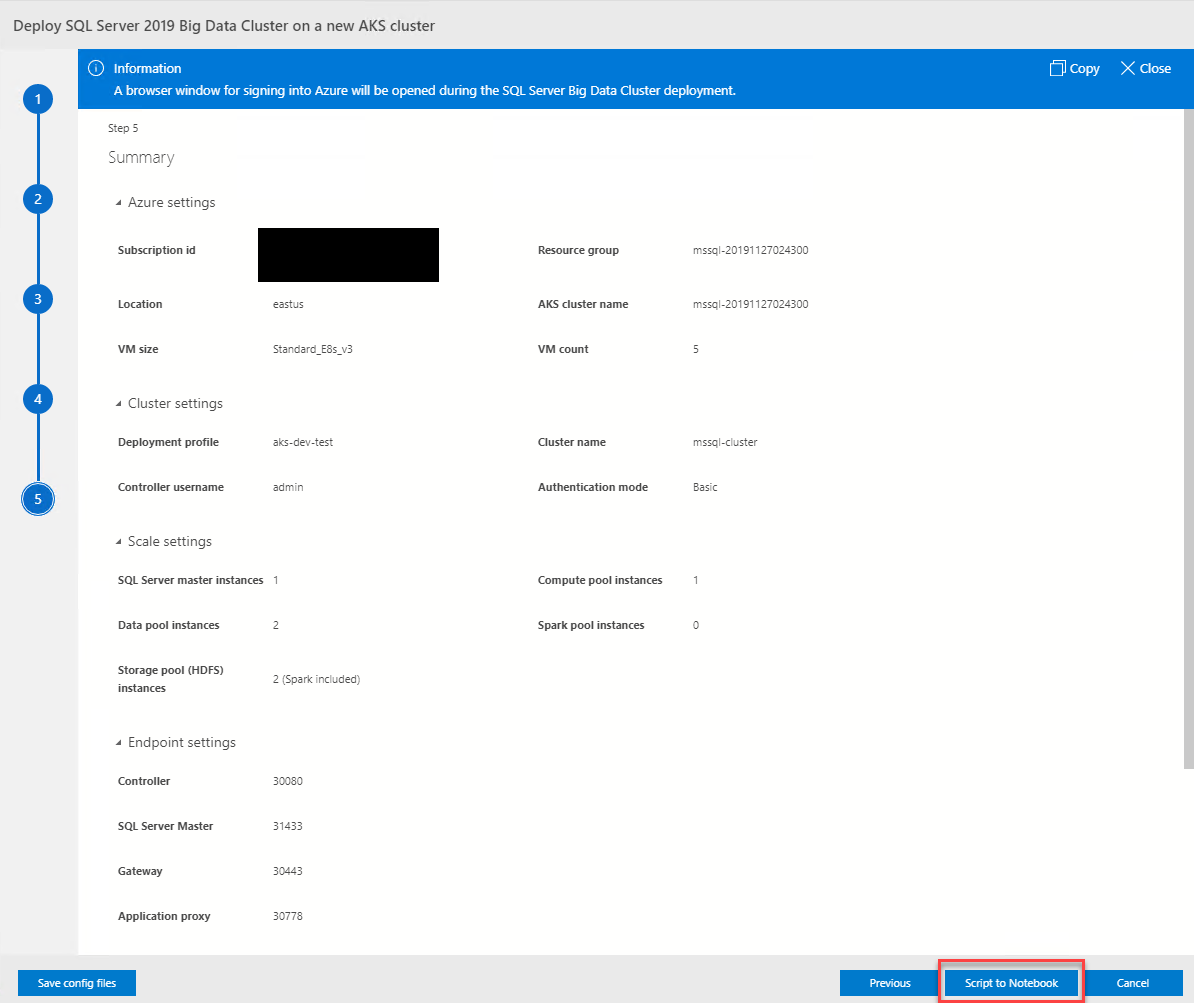 Deploy SQL Server 2019 Big Data Cluster on a new AKS cluster
Information
Copy
Close
A browser window for signing into Azure will be opened during the SQL Server Big Data Cluster deployment.
1
2
3
4
5
Step 5
Summary
Azure settings
Subscription id
Resource group mssql-20191127024300
Location eastus
AKS cluster name mssql-20191127024300
VM size Standard_E8s_v3
VM count 5
Cluster settings
Deployment profile aks-dev-test
Cluster name mssql-cluster
Controller username admin
Authentication mode Basic
Scale settings
SQL Server master instances 1
Compute pool instances 1
Data pool instances 2
Spark pool instances 0
Storage pool (HDFS)
instances
2 (Spark included)
Endpoint settings
Controller 30080
SQL Server Master 31433
Gateway 30443
Application proxy 30778
Save config files
Previous
Script to Notebook
Cancel